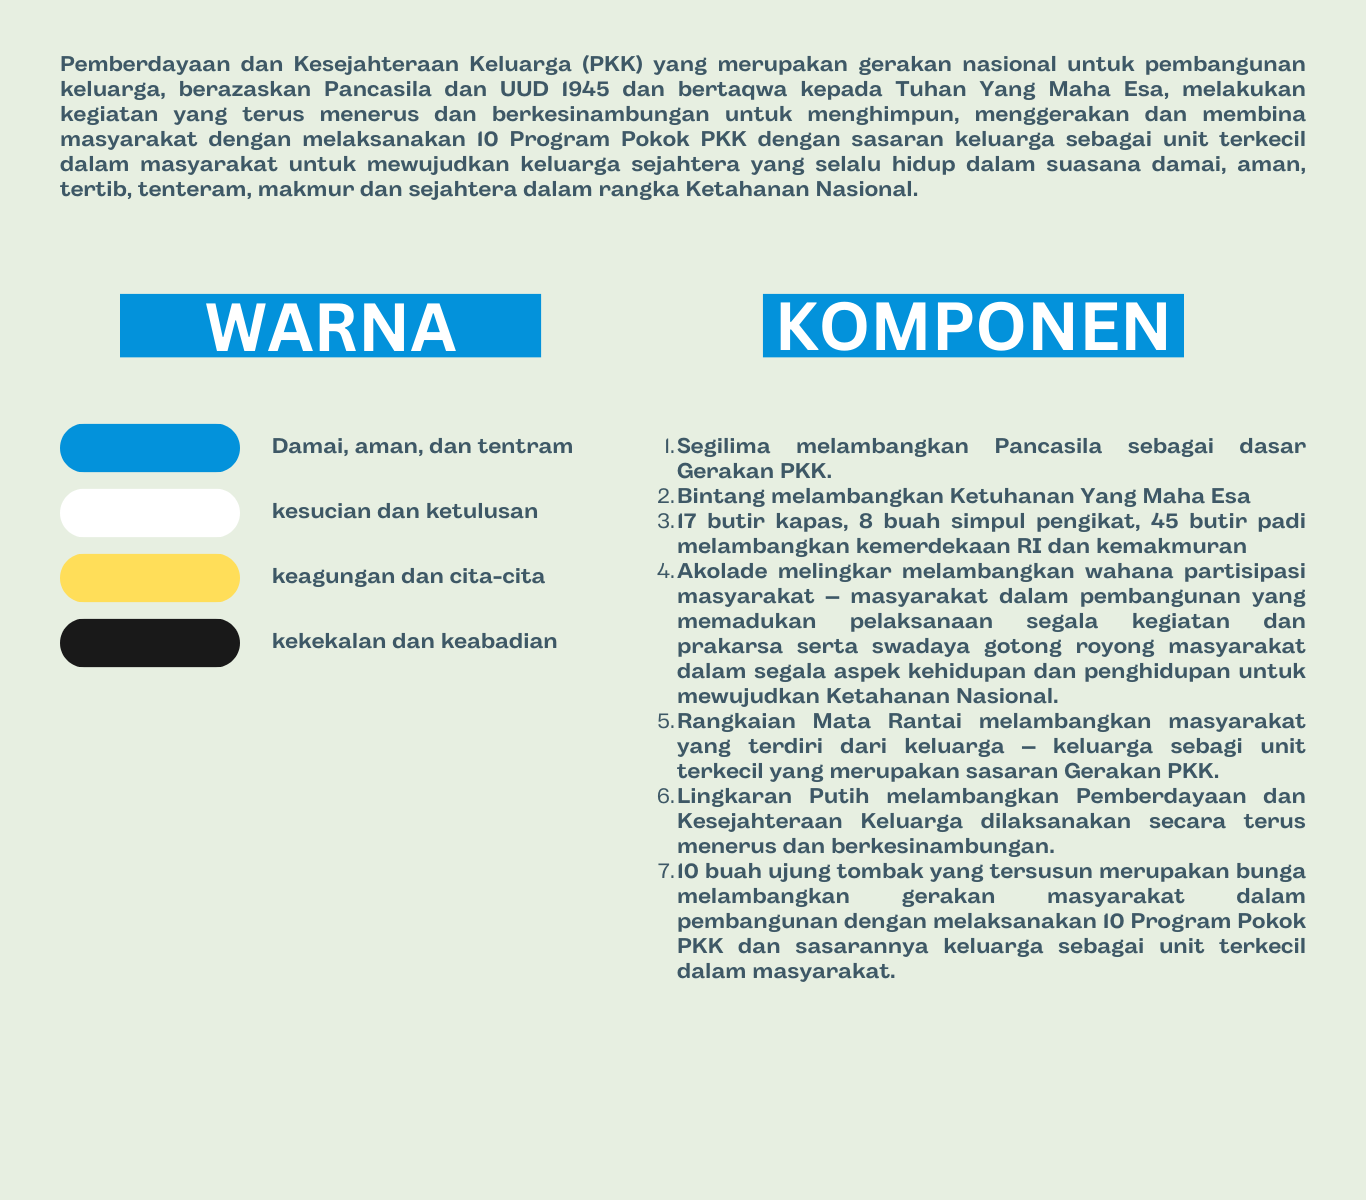 Pemberdayaan dan Kesejahteraan Keluarga (PKK) yang merupakan gerakan nasional untuk pembangunan
keluarga, berazaskan Pancasila dan UUD 1945 dan bertaqwa kepada Tuhan Yang Maha Esa, melakukan
kegiatan yang terus menerus dan berkesinambungan untuk menghimpun, menggerakan dan membina
masyarakat dengan melaksanakan 10 Program Pokok PKK dengan sasaran keluarga sebagai unit terkecil
dalam masyarakat untuk mewujudkan keluarga sejahtera yang selalu hidup dalam suasana damai, aman,
tertib, tenteram, makmur dan sejahtera dalam rangka Ketahanan Nasional.
WARNA
Damai, aman, dan tentram
kesucian dan ketulusan
keagungan dan cita-cita
kekekalan dan keabadian
KOMPONEN
1. Segilima melambangkan Pancasila sebagai dasar
Gerakan PKK.
2. Bintang melambangkan Ketuhanan Yang Maha Esa
3. 17 butir kapas, 8 buah simpul pengikat, 45 butir padi
melambangkan kemerdekaan RI dan kemakmuran
4. Akolade melingkar melambangkan wahana partisipasi
masyarakat – masyarakat dalam pembangunan yang
memadukan pelaksanaan segala kegiatan dan
prakarsa serta swadaya gotong royong masyarakat
dalam segala aspek kehidupan dan penghidupan untuk
mewujudkan Ketahanan Nasional.
5. Rangkaian Mata Rantai melambangkan masyarakat
yang terdiri dari keluarga – keluarga sebagi unit
terkecil yang merupakan sasaran Gerakan PKK.
6. Lingkaran Putih melambangkan Pemberdayaan dan
Kesejahteraan Keluarga dilaksanakan secara terus
menerus dan berkesinambungan.
7. 10 buah ujung tombak yang tersusun merupakan bunga
melambangkan gerakan masyarakat dalam
pembangunan dengan melaksanakan 10 Program Pokok
PKK dan sasarannya keluarga sebagai unit terkecil
dalam masyarakat.